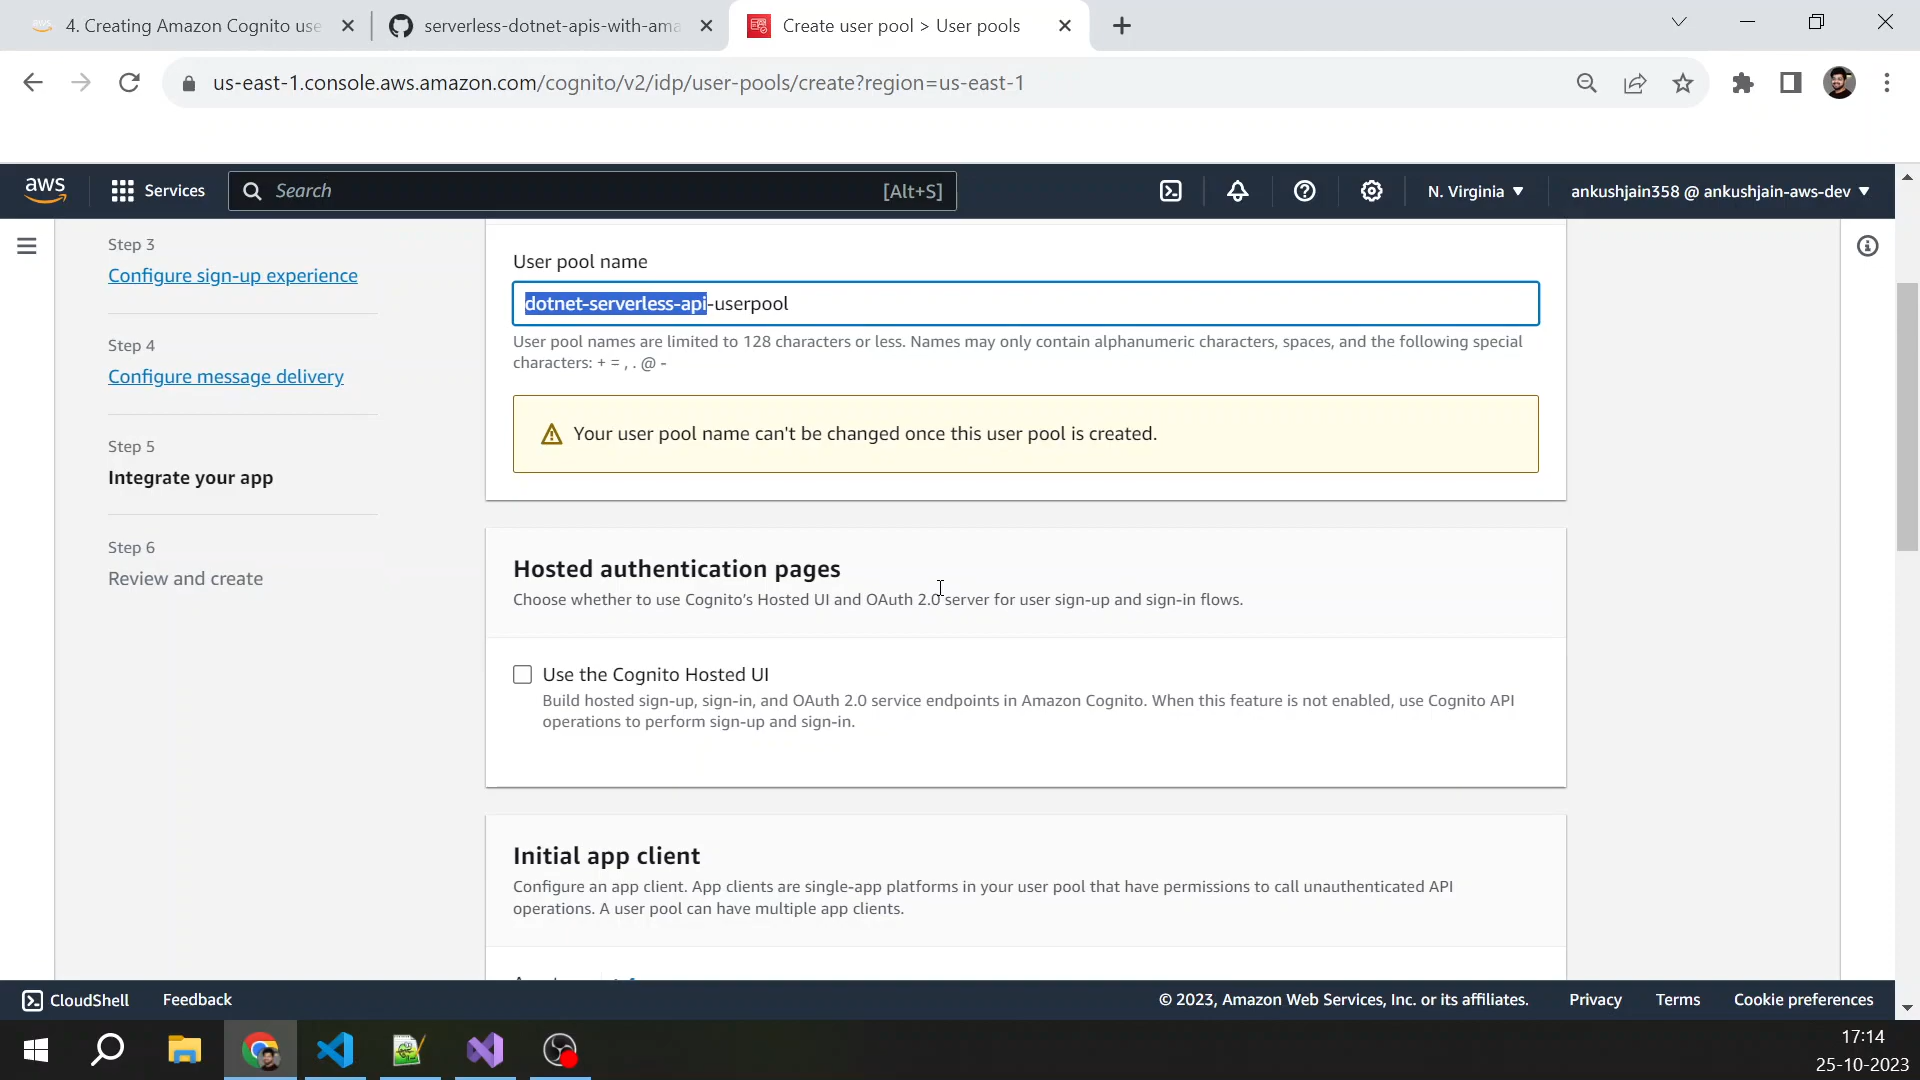 4. Creating Amazon Cognito use
serverless-dotnet-apis-with-ama
Create user pool > User pools
us-east-1.console.aws.amazon.com/cognito/v2/idp/user-pools/create?region=us-east-1
aws
Services
Search
[Alt+S]
N. Virginia
ankushjain358 @ ankushjain-aws-dev
Step 3
Configure sign-up experience
Step 4
Configure message delivery
Step 5
Integrate your app
Step 6
Review and create
User pool name
dotnet-serverless-api-userpool
User pool names are limited to 128 characters or less. Names may only contain alphanumeric characters, spaces, and the following special
characters: + = , . @ -
Your user pool name can't be changed once this user pool is created.
Hosted authentication pages
Choose whether to use Cognito's Hosted UI and OAuth 2.0 server for user sign-up and sign-in flows.
Use the Cognito Hosted UI
Build hosted sign-up, sign-in, and OAuth 2.0 service endpoints in Amazon Cognito. When this feature is not enabled, use Cognito API
operations to perform sign-up and sign-in.
Initial app client
Configure an app client. App clients are single-app platforms in your user pool that have permissions to call unauthenticated API
operations. A user pool can have multiple app clients.
CloudShell
Feedback
© 2023, Amazon Web Services, Inc. or its affiliates.
Privacy
Terms
Cookie preferences
17:14
25-10-2023